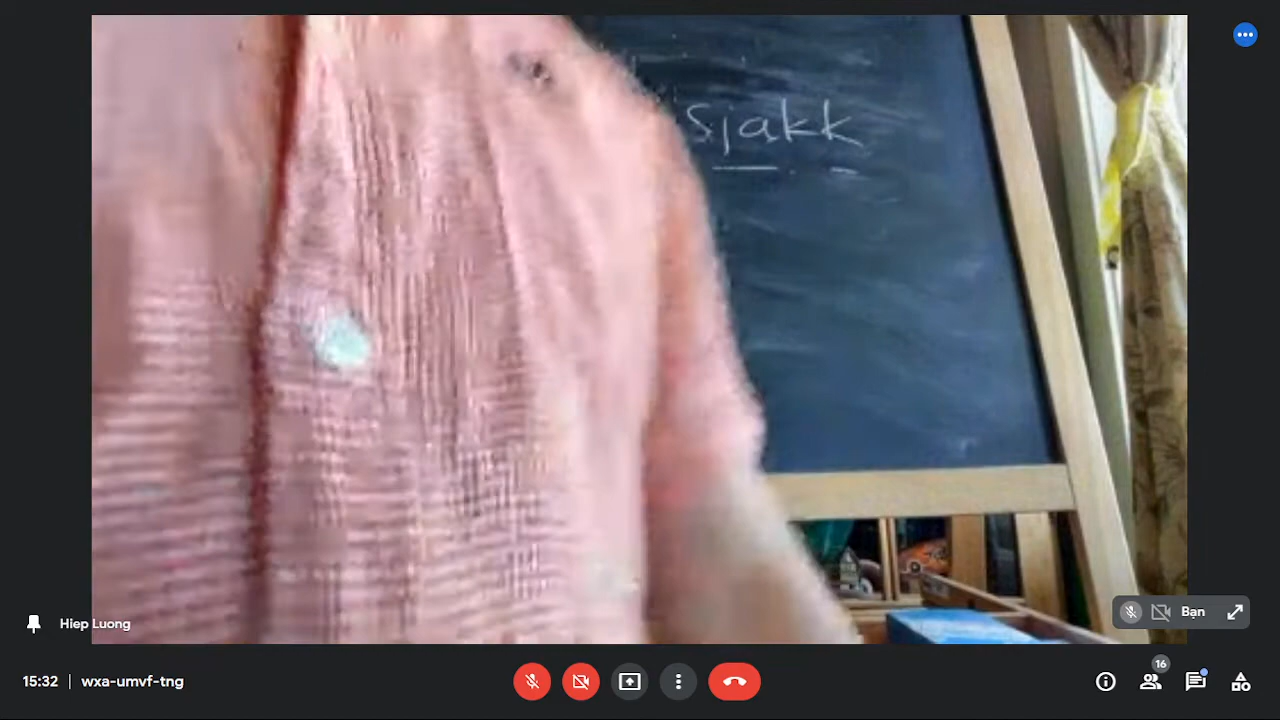 sjakk
Hiep Luong
Bạn
15:32 | wxa-umvf-tng
16